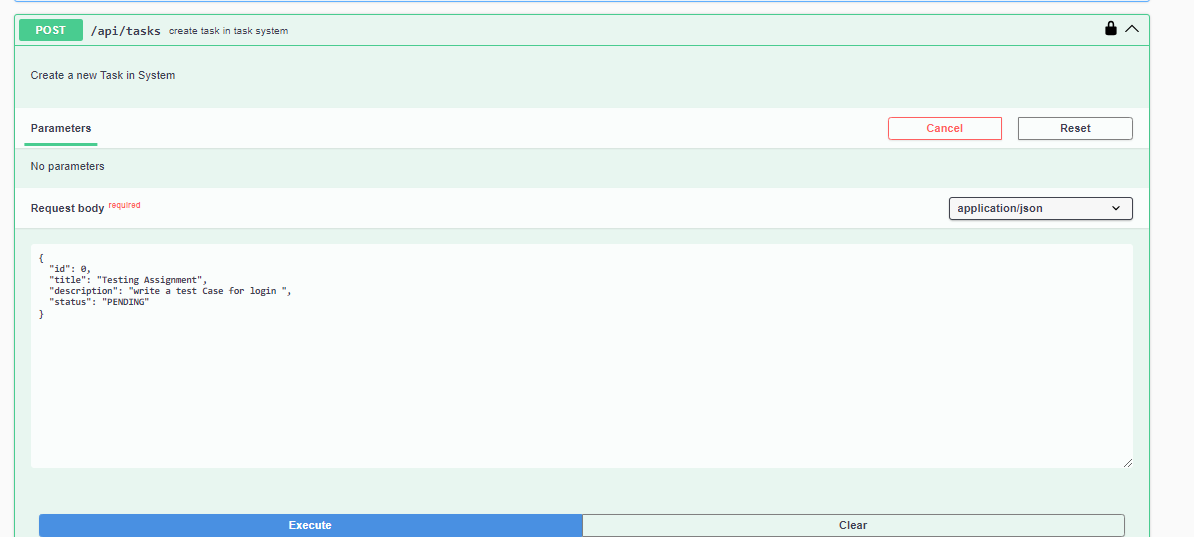 POST /api/tasks create task in task system
Create a new Task in System
Parameters Cancel Reset
No parameters
Request body required application/json
{
  "id": 0,
  "title": "Testing Assignment",
  "description": "write a test Case for login ",
  "status": "PENDING"
}
Execute Clear